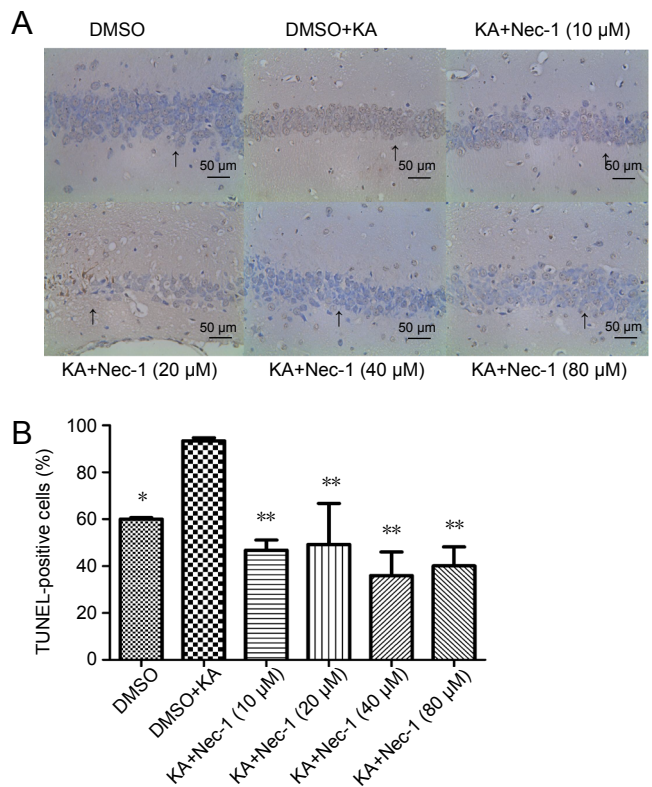 A
DMSO DMSO+KA KA+Nec-1 (10 µM)
50 µm 50 µm 50 µm
50 µm 50 µm 50 µm
KA+Nec-1 (20 µM) KA+Nec-1 (40 µM) KA+Nec-1 (80 µM)
B
TUNEL-positive cells (%)
100
80
60
40
20
0
* ** ** ** **
DMSO
DMSO+KA
KA+Nec-1 (10 µM)
KA+Nec-1 (20 µM)
KA+Nec-1 (40 µM)
KA+Nec-1 (80 µM)